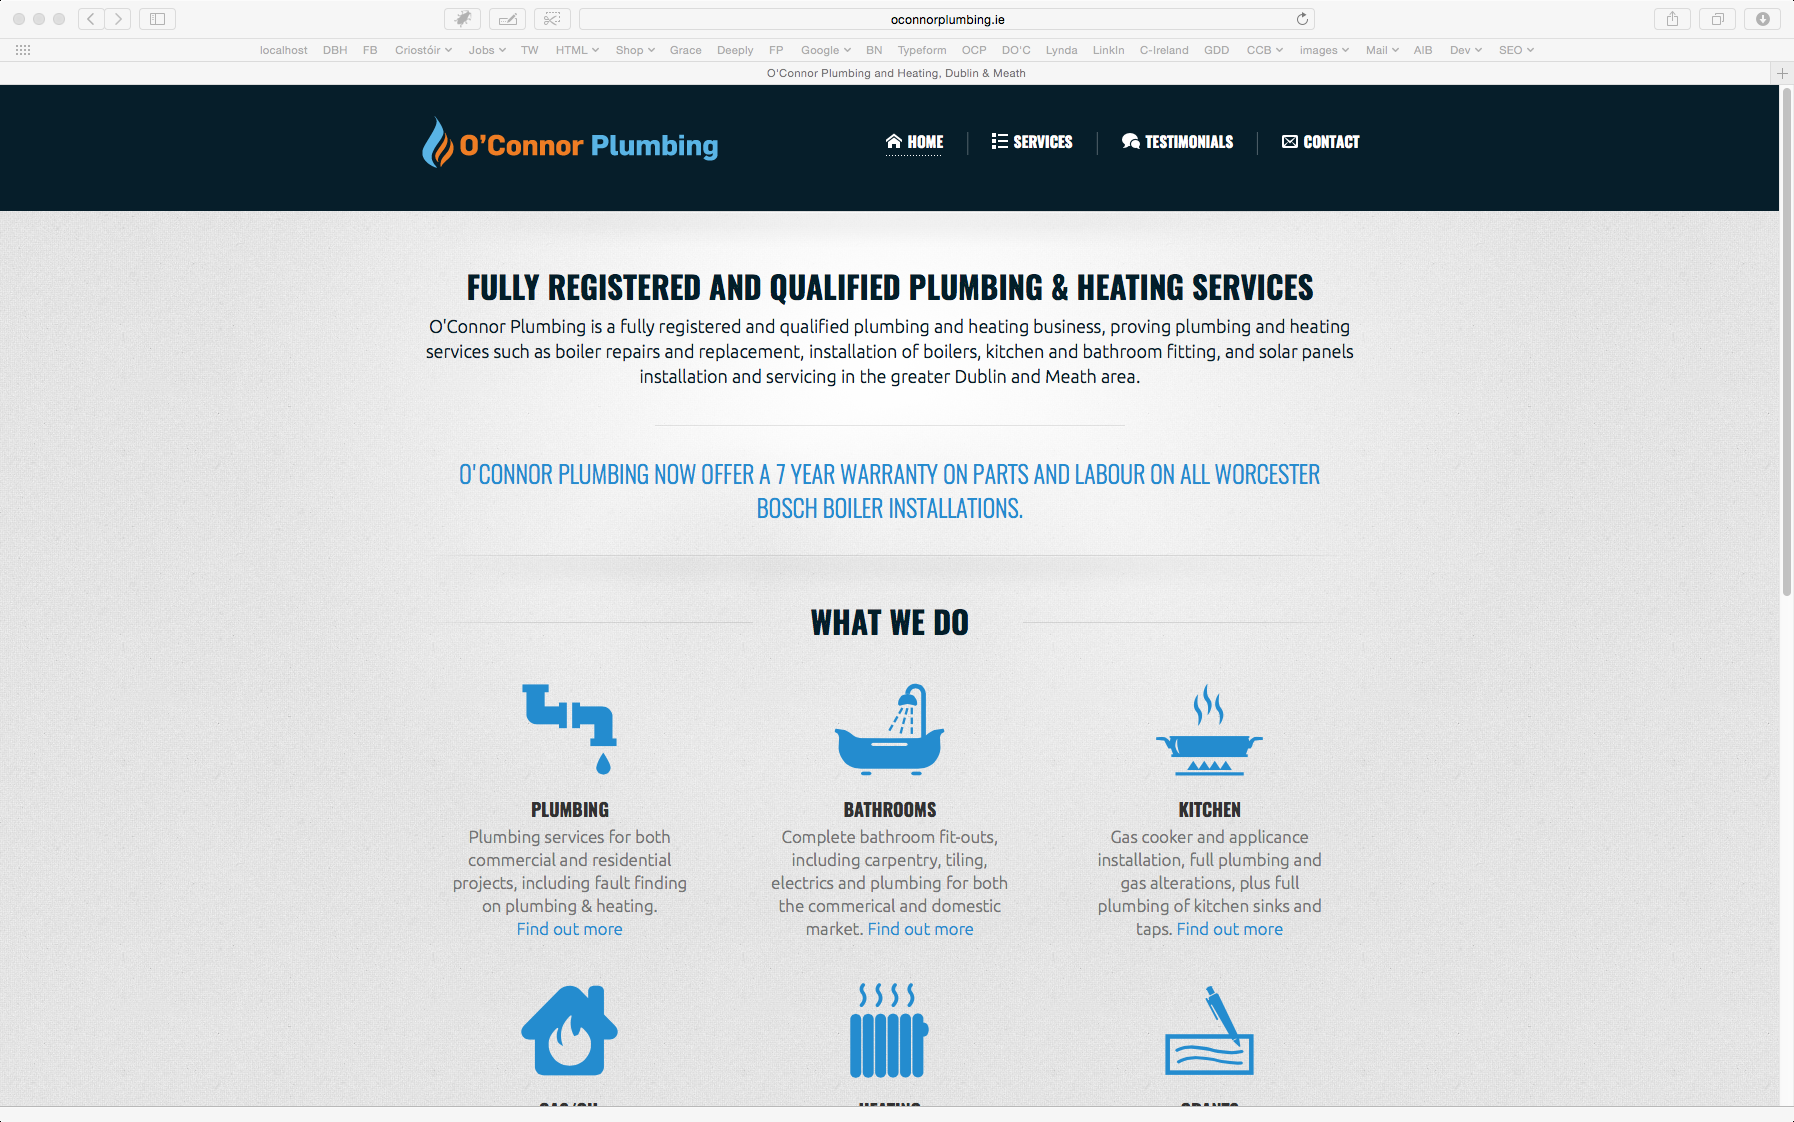 oconnorplumbing.ie
localhost DBH FB Criostóir Jobs TW HTML Shop Grace Deeply FP Google BN Typeform OCP DO'C Lynda LinkIn C-Ireland GDD CCB images Mail AIB Dev SEO
O'Connor Plumbing and Heating, Dublin & Meath
O'Connor Plumbing
HOME SERVICES TESTIMONIALS CONTACT
FULLY REGISTERED AND QUALIFIED PLUMBING & HEATING SERVICES
O'Connor Plumbing is a fully registered and qualified plumbing and heating business, proving plumbing and heating
services such as boiler repairs and replacement, installation of boilers, kitchen and bathroom fitting, and solar panels
installation and servicing in the greater Dublin and Meath area.
O'CONNOR PLUMBING NOW OFFER A 7 YEAR WARRANTY ON PARTS AND LABOUR ON ALL WORCESTER
BOSCH BOILER INSTALLATIONS.
WHAT WE DO
PLUMBING
Plumbing services for both
commercial and residential
projects, including fault finding
on plumbing & heating.
Find out more
BATHROOMS
Complete bathroom fit-outs,
including carpentry, tiling,
electrics and plumbing for both
the commerical and domestic
market. Find out more
KITCHEN
Gas cooker and applicance
installation, full plumbing and
gas alterations, plus full
plumbing of kitchen sinks and
taps. Find out more
HEATING
GRANTS